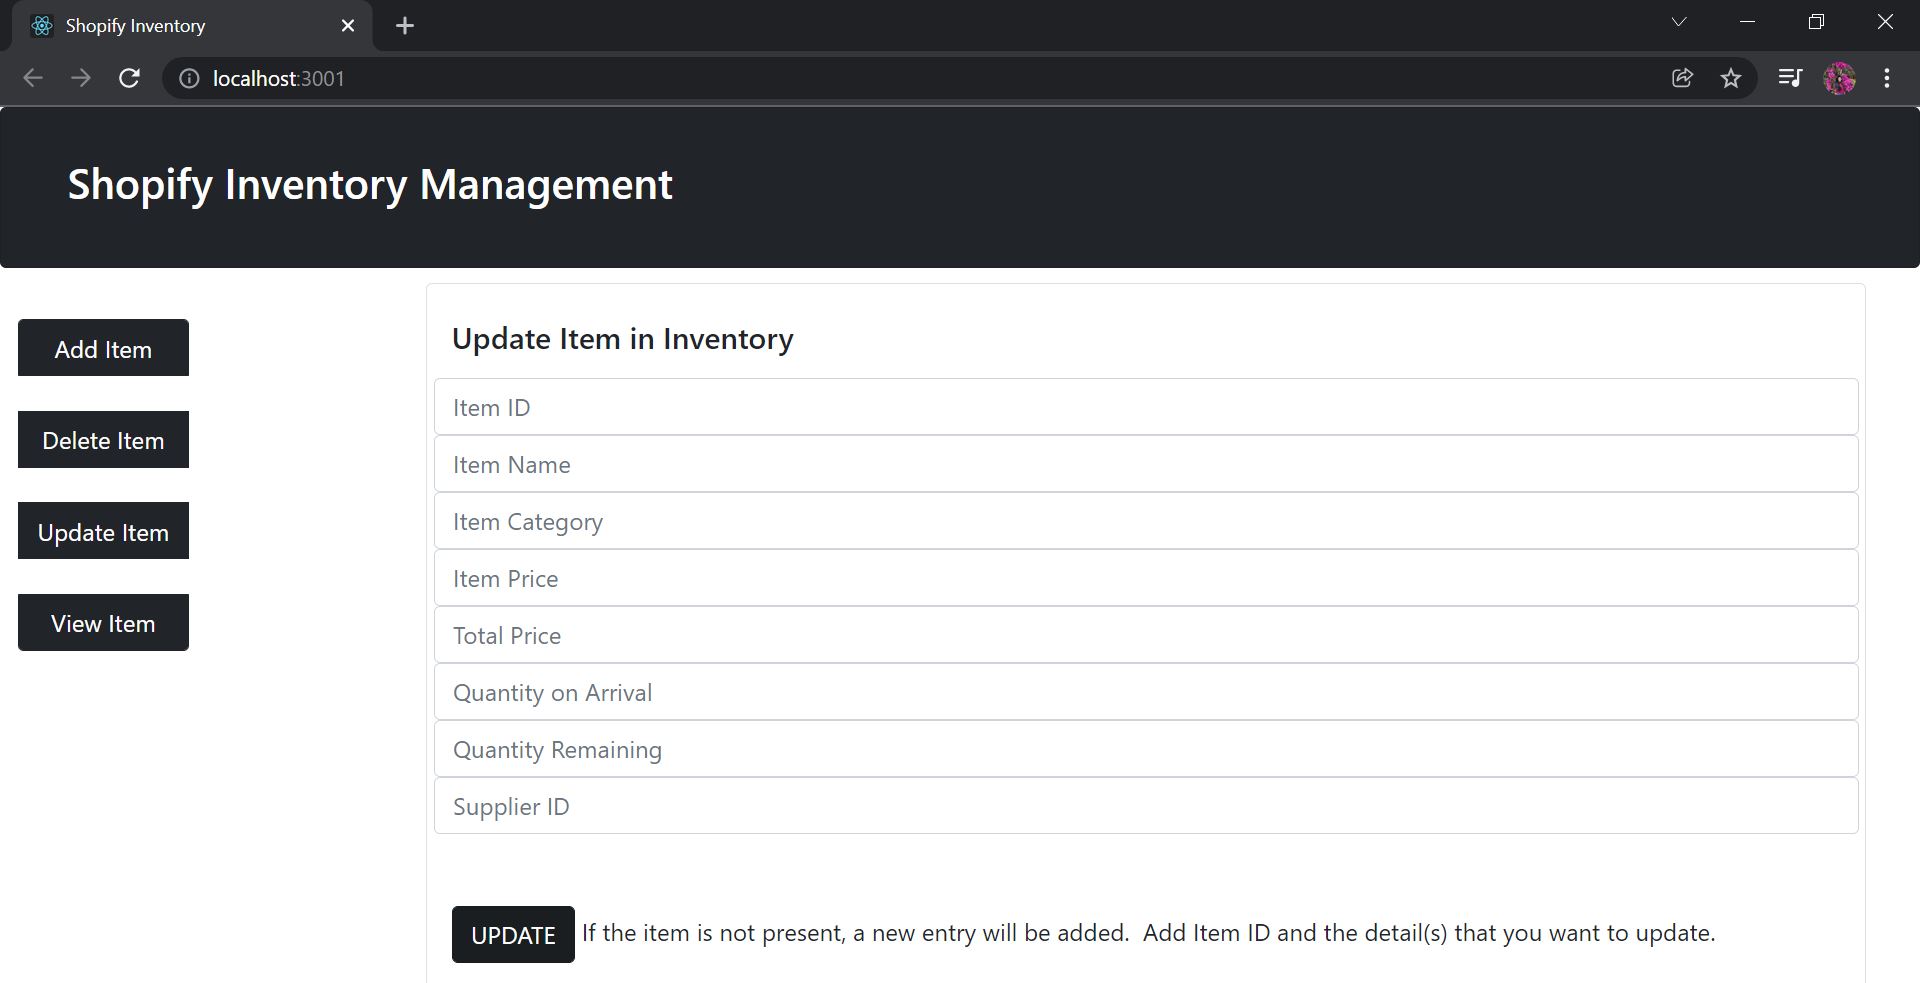 Shopify Inventory
localhost:3001
Shopify Inventory Management
Add Item
Delete Item
Update Item
View Item
Update Item in Inventory
Item ID
Item Name
Item Category
Item Price
Total Price
Quantity on Arrival
Quantity Remaining
Supplier ID
UPDATE If the item is not present, a new entry will be added.  Add Item ID and the detail(s) that you want to update.